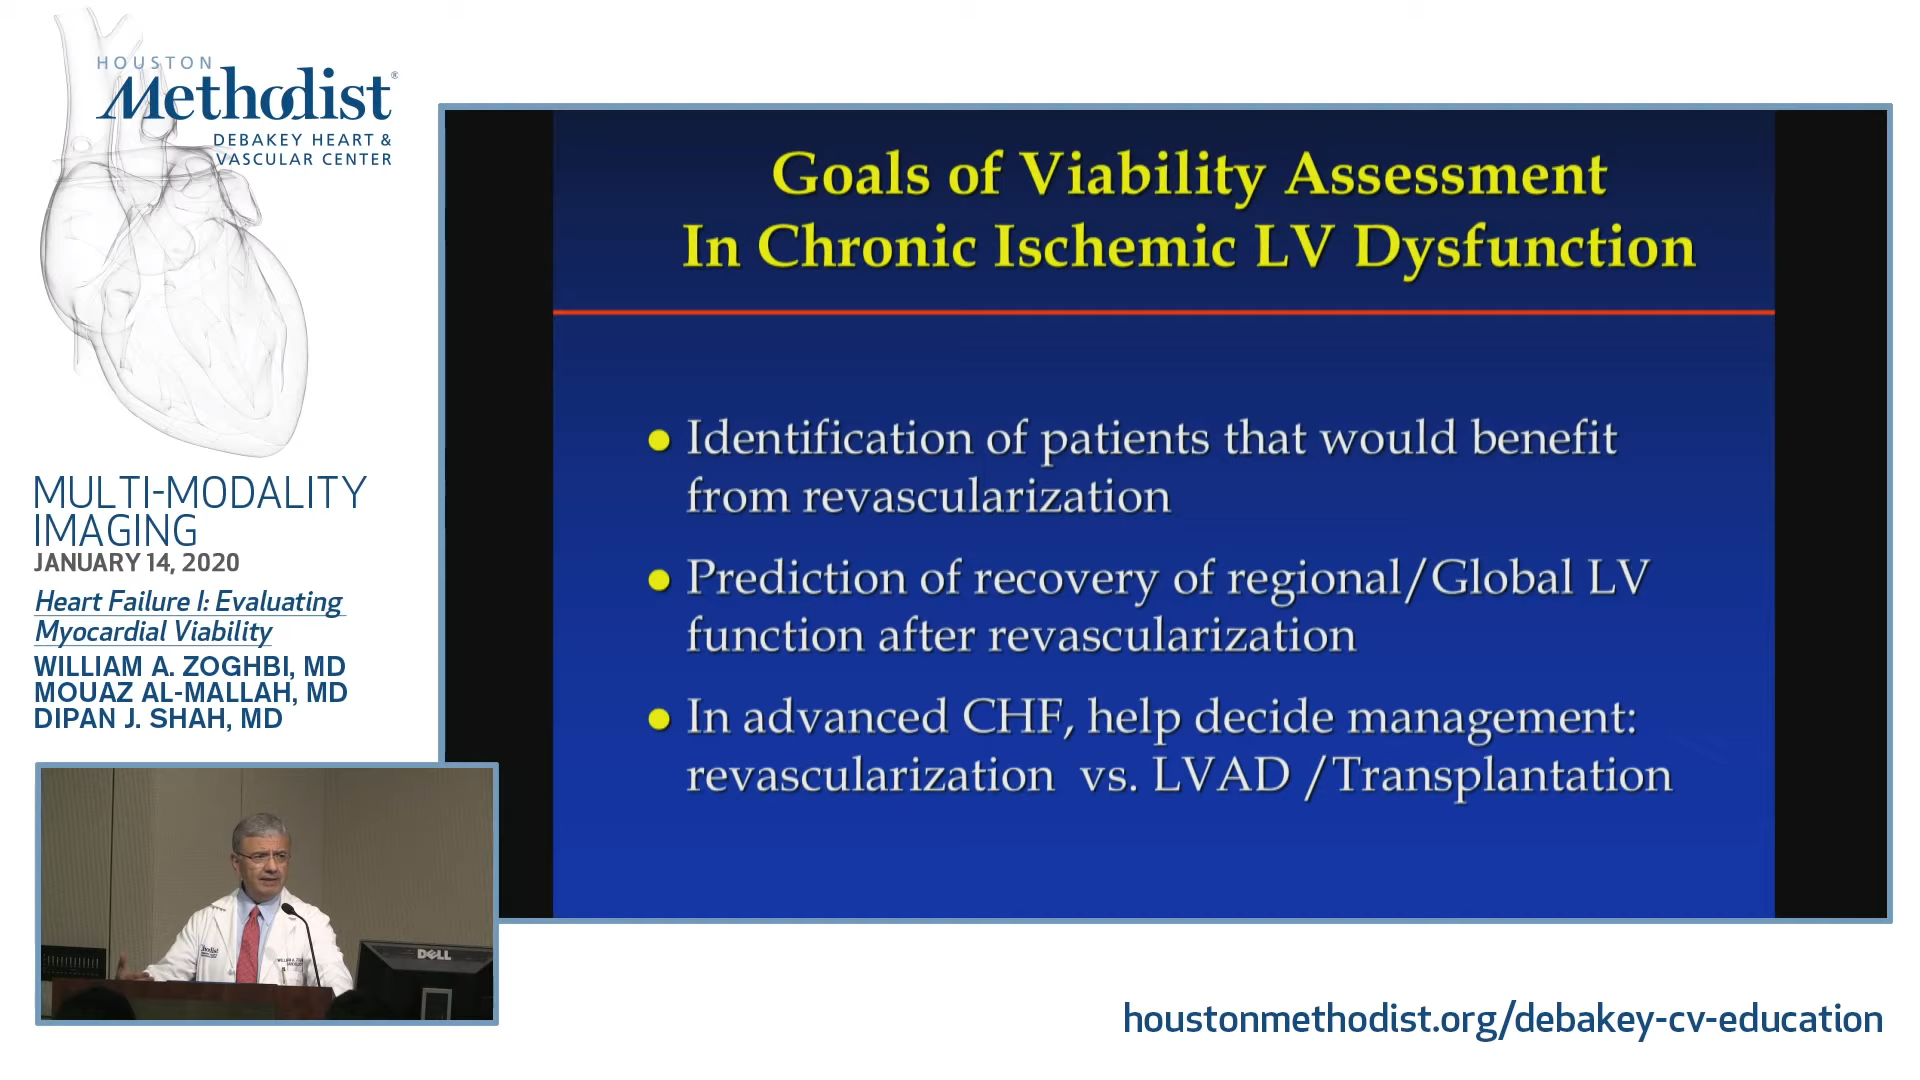 HOUSTON
Methodist®
DEBAKEY HEART &
VASCULAR CENTER
Goals of Viability Assessment
In Chronic Ischemic LV Dysfunction
● Identification of patients that would benefit
from revascularization
● Prediction of recovery of regional/Global LV
function after revascularization
● In advanced CHF, help decide management:
revascularization vs. LVAD /Transplantation
MULTI-MODALITY
IMAGING
JANUARY 14, 2020
Heart Failure I: Evaluating
Myocardial Viability
WILLIAM A. ZOGHBI, MD
MOUAZ AL-MALLAH, MD
DIPAN J. SHAH, MD
DELL
houstonmethodist.org/debakey-cv-education